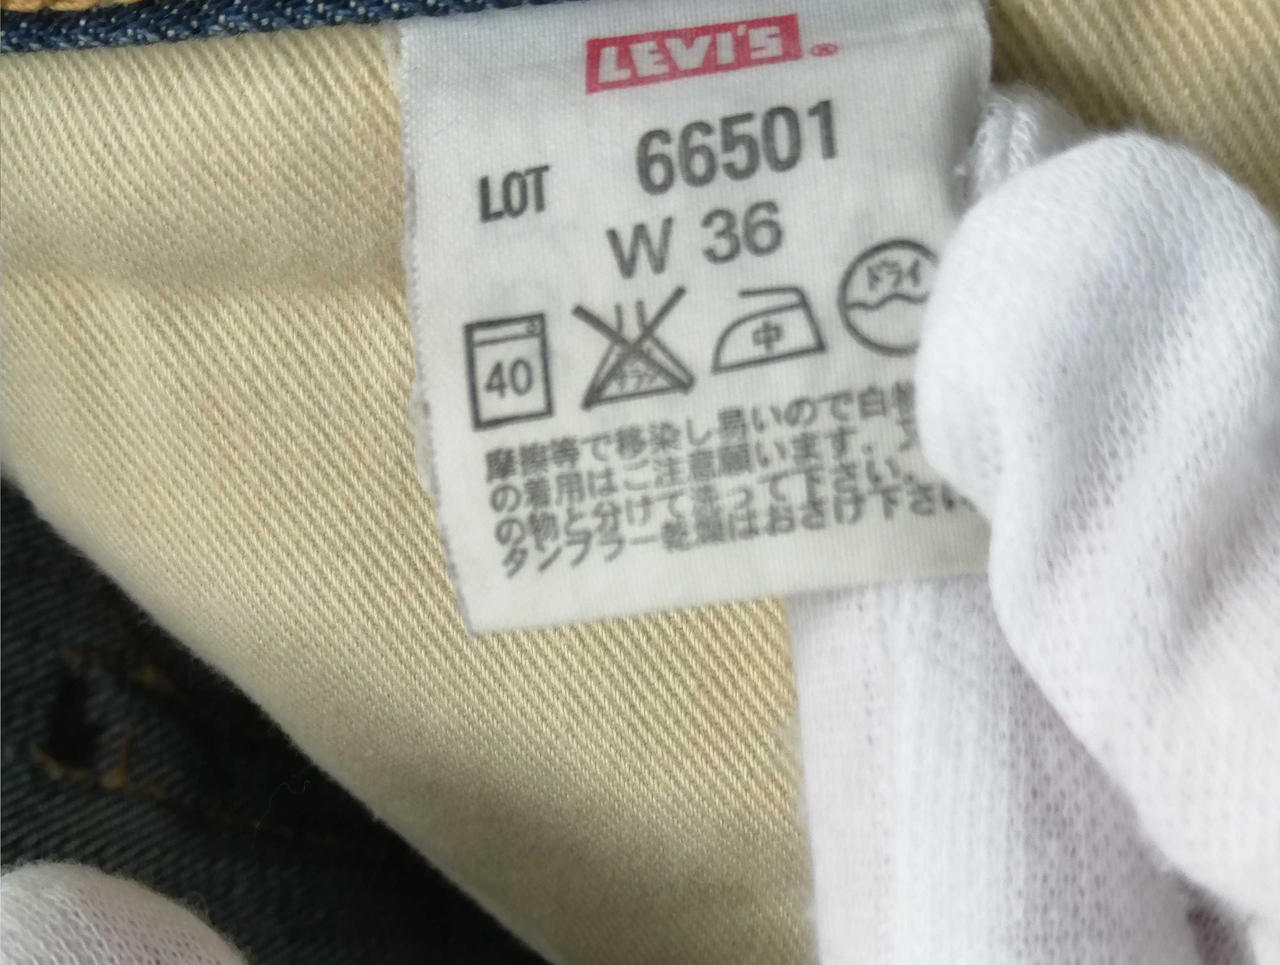 LEVI'S®
LOT 66501
W 36
40 中 ドライ
摩擦等で移染し易いので白
の着用はご注意願います.
の物と分けて洗って下さい.
タンブラー乾燥はおさけ下さい